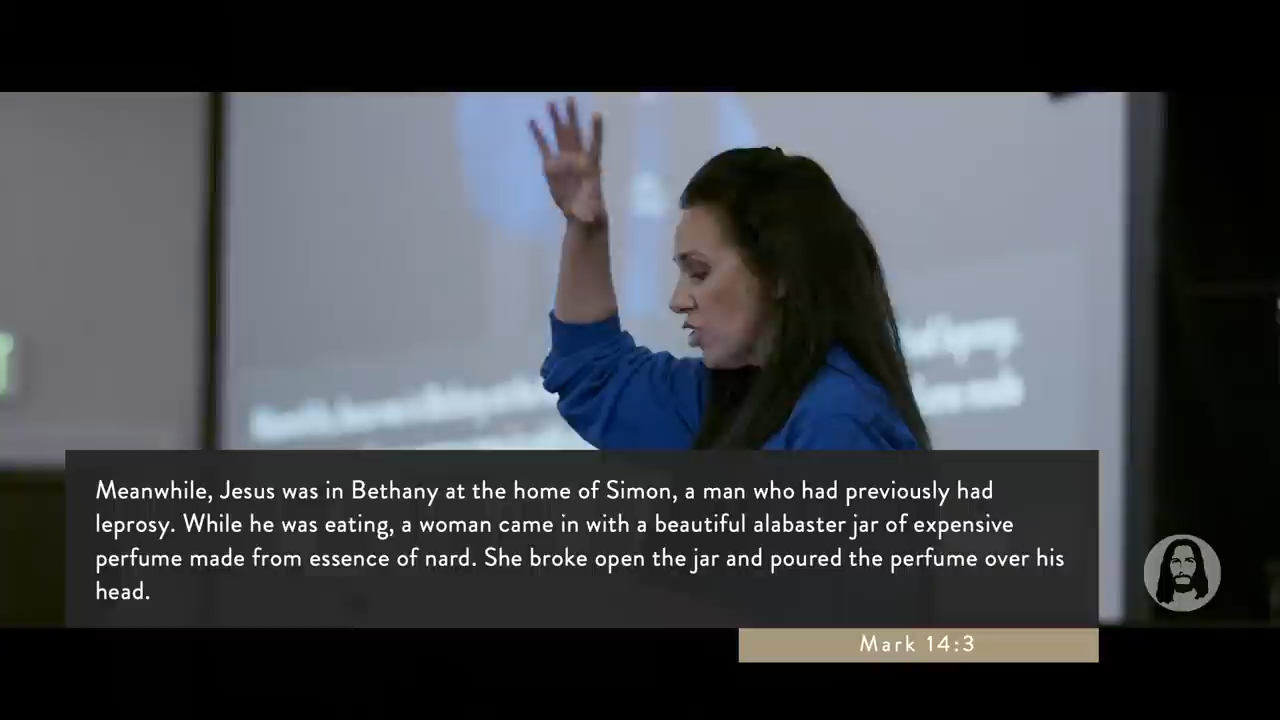 Meanwhile, Jesus was in Bethany at the home of Simon, a man who had previously had
leprosy. While he was eating, a woman came in with a beautiful alabaster jar of expensive
perfume made from essence of nard. She broke open the jar and poured the perfume over his
head.
Mark 14:3